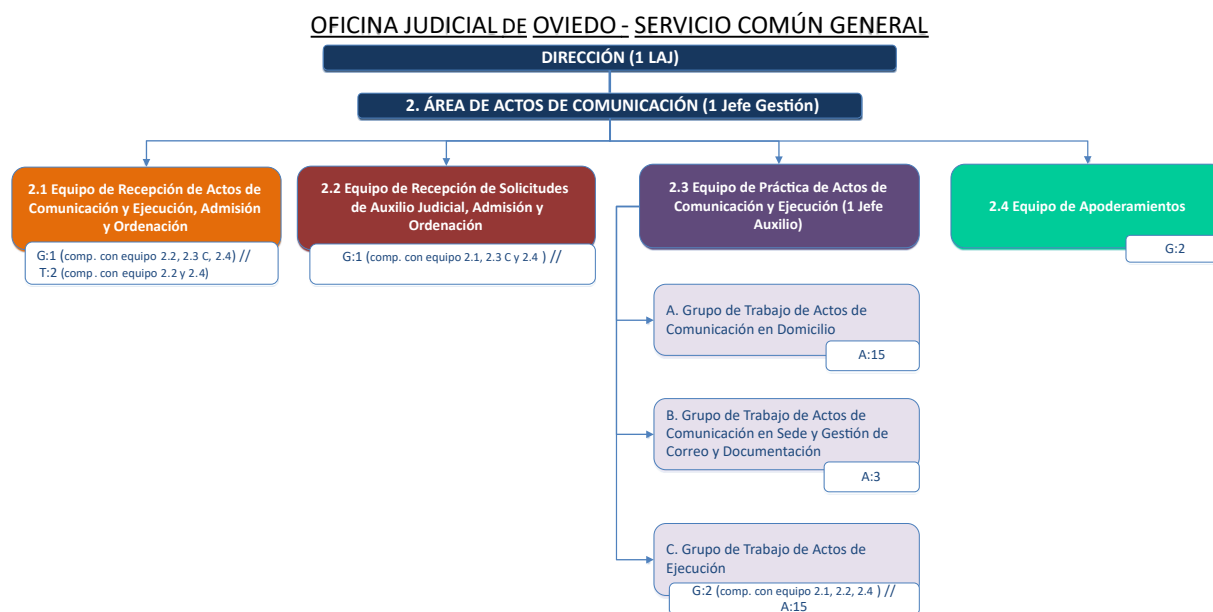 OFICINA JUDICIAL DE OVIEDO - SERVICIO COMÚN GENERAL
DIRECCIÓN (1 LAJ)
2. ÁREA DE ACTOS DE COMUNICACIÓN (1 Jefe Gestión)
2.1 Equipo de Recepción de Actos de
Comunicación y Ejecución, Admisión
y Ordenación
G:1 (comp. con equipo 2.2, 2.3 C, 2.4) //
T:2 (comp. con equipo 2.2 y 2.4)
2.2 Equipo de Recepción de Solicitudes
de Auxilio Judicial, Admisión y
Ordenación
G:1 (comp. con equipo 2.1, 2.3 C y 2.4 ) //
2.3 Equipo de Práctica de Actos de
Comunicación y Ejecución (1 Jefe
Auxilio)
2.4 Equipo de Apoderamientos
G:2
A. Grupo de Trabajo de Actos de
Comunicación en Domicilio
A:15
B. Grupo de Trabajo de Actos de
Comunicación en Sede y Gestión de
Correo y Documentación
A:3
C. Grupo de Trabajo de Actos de
Ejecución
G:2 (comp. con equipo 2.1, 2.2, 2.4 ) //
A:15